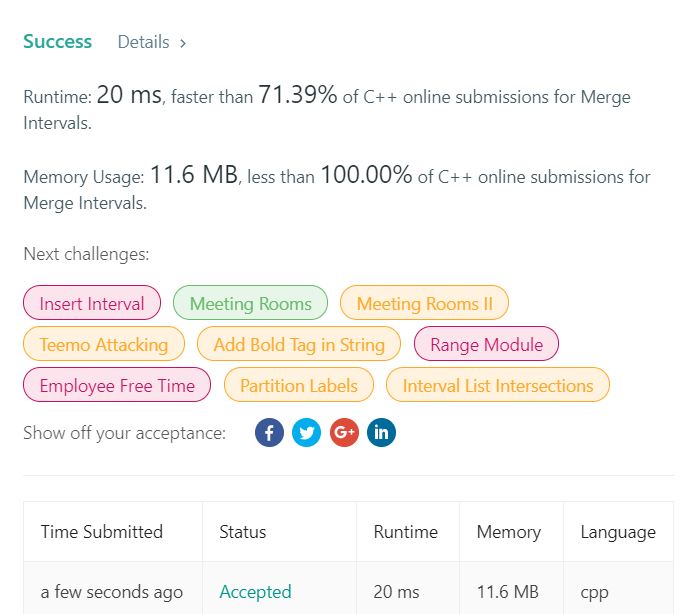 Success Details >
Runtime: 20 ms, faster than 71.39% of C++ online submissions for Merge
Intervals.
Memory Usage: 11.6 MB, less than 100.00% of C++ online submissions for
Merge Intervals.
Next challenges:
Insert Interval Meeting Rooms Meeting Rooms II
Teemo Attacking Add Bold Tag in String Range Module
Employee Free Time Partition Labels Interval List Intersections
Show off your acceptance: f G+ in
Time Submitted Status Runtime Memory Language
a few seconds ago Accepted 20 ms 11.6 MB cpp